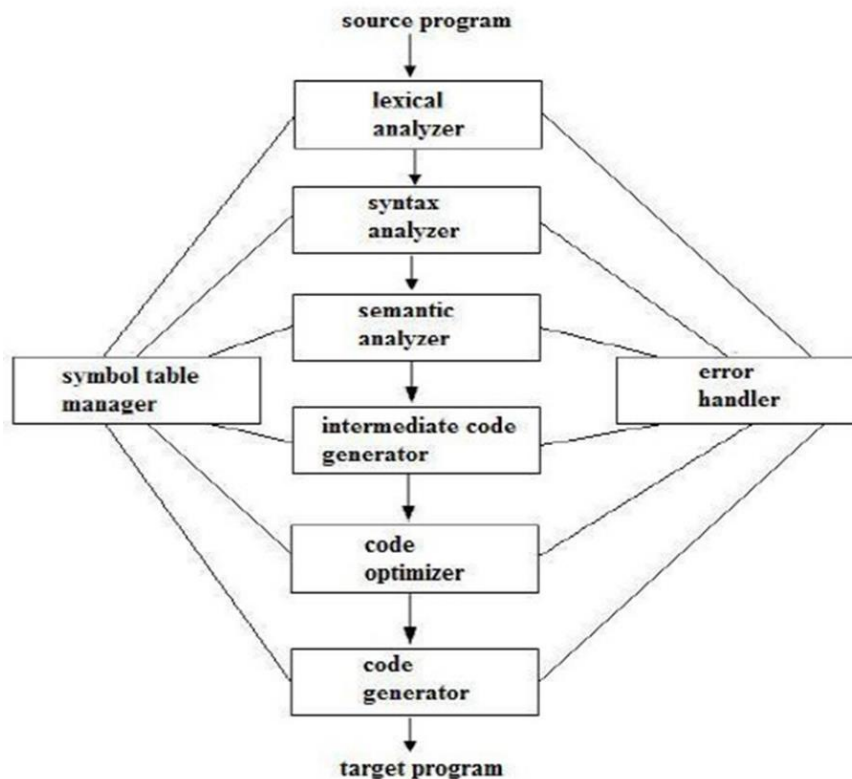 source program
lexical
analyzer
syntax
analyzer
semantic
analyzer
symbol table
manager
error
handler
intermediate code
generator
code
optimizer
code
generator
target program